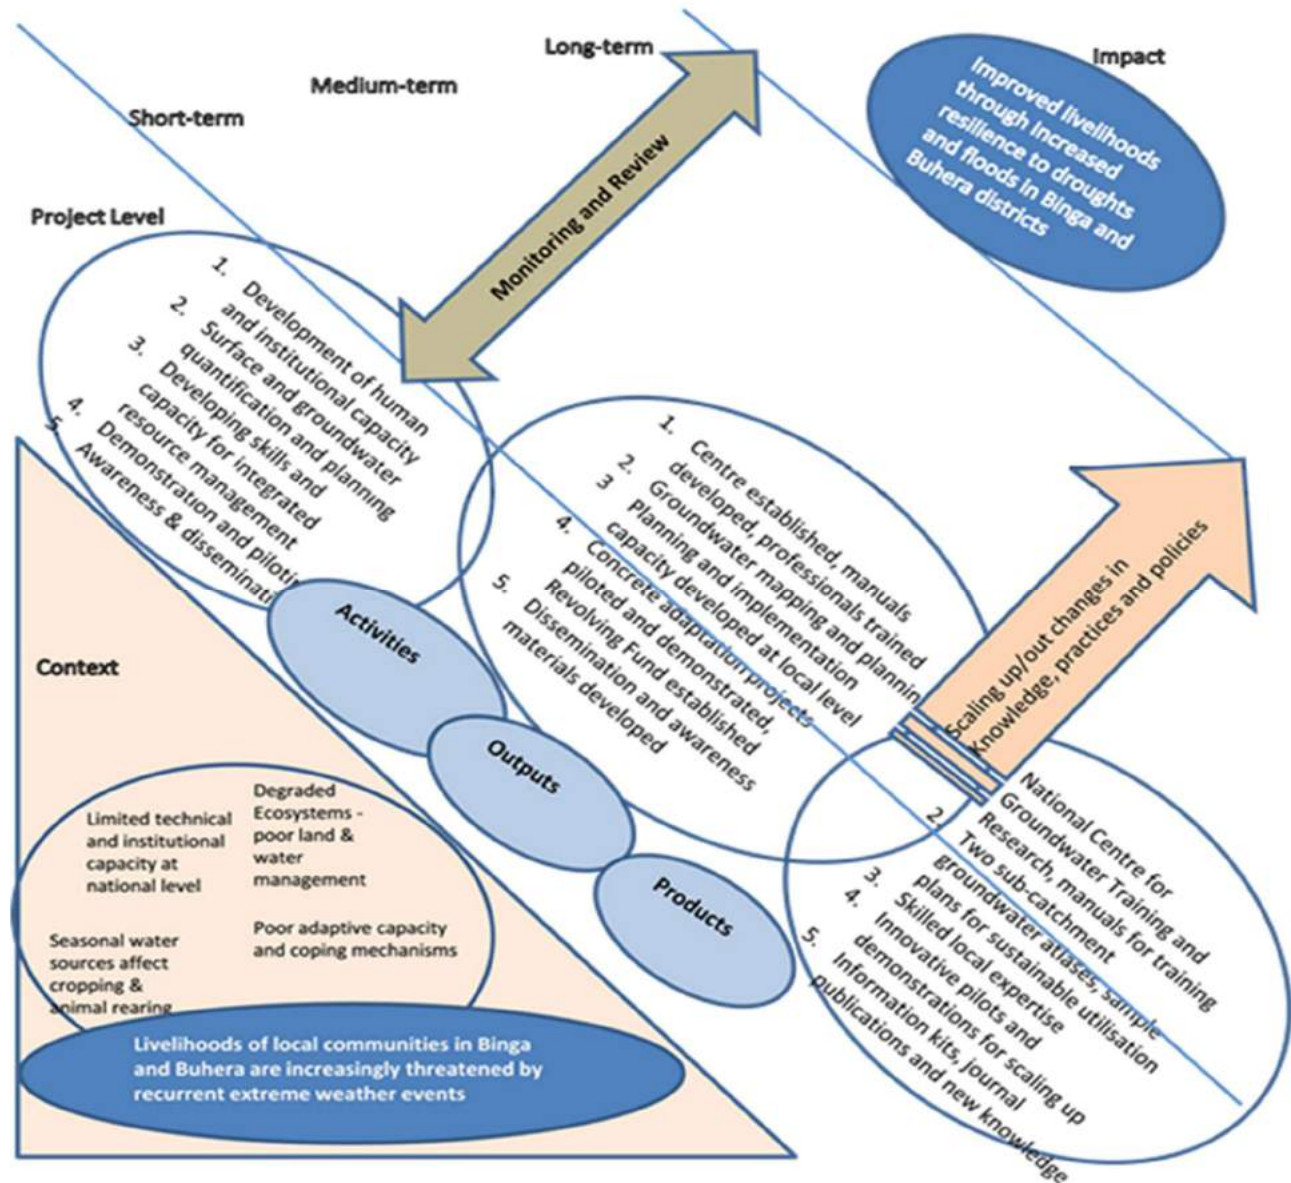 Long-term
Impact
Medium-term
Short-term
Project Level
Improved livelihoods
through Increased
resilience to droughts
and floods in Binga and
Buhera districts
Monitoring and Review
1. Development of human
and institutional capacity
2. Surface and groundwater
quantification and planning
3. Developing skills and
capacity for integrated
resource management
4. Demonstration and piloti
5. Awareness & disseminati
1. Centre established, manuals
developed, professionals trained
2. Groundwater mapping and plannin
3 Planning and implementation
capacity developed at local level
4. Concrete adaptation projects
piloted and demonstrated,
Revolving Fund established
5. Dissemination and awareness
materials developed
Scaling up/out changes in
Knowledge, practices and policies
National Centre for
Groundwater Training and
Research, manuals for training
2 Two sub-catchment
groundwater atlases, sample
plans for sustainable utilisation
3. Skilled local expertise
4. Innovative pilots and
demonstrations for scaling up
5. Information kits, journal
publications and new knowledge
Activities
Outputs
Products
Context
Limited technical
and institutional
capacity at
national level
Degraded
Ecosystems -
poor land &
water
management
Seasonal water
sources affect
cropping &
animal rearing
Poor adaptive capacity
and coping mechanisms
Livelihoods of local communities in Binga
and Buhera are increasingly threatened by
recurrent extreme weather events